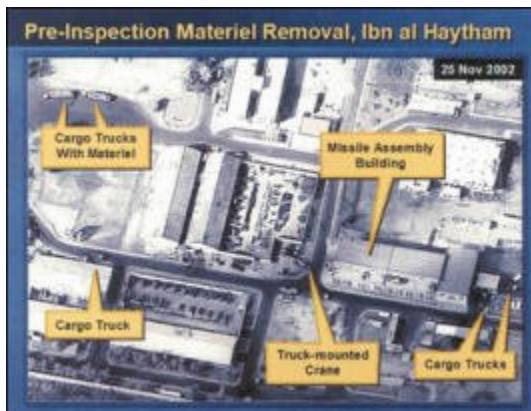 Pre-Inspection Materiel Removal, Ibn al Haytham
25 Nov 2002
Cargo Trucks
With Materiel
Missile Assembly
Building
Cargo Truck
Truck-mounted
Crane
Cargo Trucks